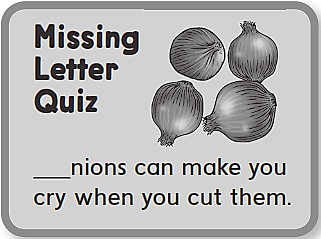 Missing
Letter
Quiz
___nions can make you
cry when you cut them.